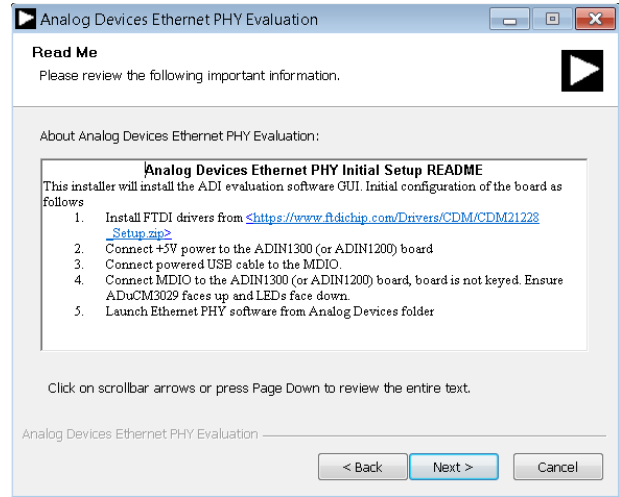 Analog Devices Ethernet PHY Evaluation
Read Me
Please review the following important information.
About Analog Devices Ethernet PHY Evaluation:
Analog Devices Ethernet PHY Initial Setup README
This installer will install the ADI evaluation software GUI. Initial configuration of the board as
follows
1. Install FTDI drivers from <https://www.ftdichip.com/Drivers/CDM/CDM21228
_Setup.zip>
2. Connect +5V power to the ADIN1300 (or ADIN1200) board
3. Connect powered USB cable to the MDIO.
4. Connect MDIO to the ADIN1300 (or ADIN1200) board, board is not keyed. Ensure
ADuCM3029 faces up and LEDs face down.
5. Launch Ethernet PHY software from Analog Devices folder
Click on scrollbar arrows or press Page Down to review the entire text.
Analog Devices Ethernet PHY Evaluation
< Back Next > Cancel